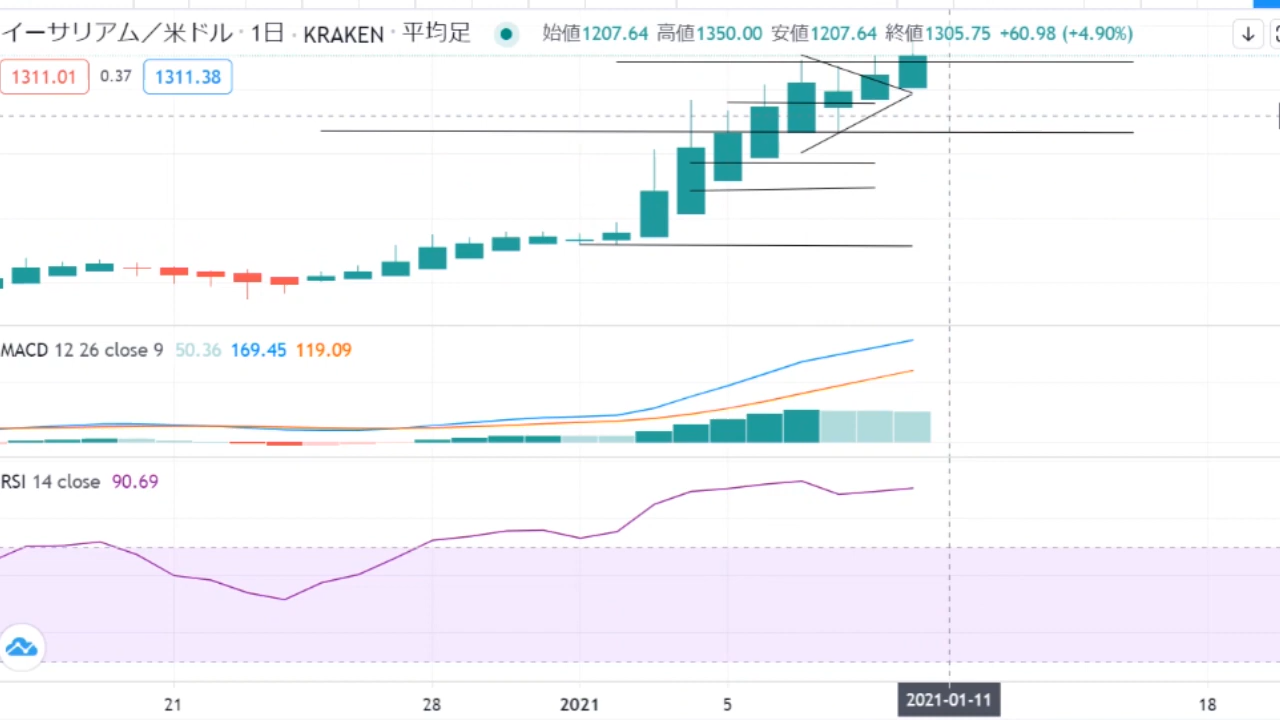 イーサリアム／米ドル · 1日 · KRAKEN · 平均足 始値1207.64 高値1350.00 安値1207.64 終値1305.75 +60.98 (+4.90%)
1311.01 0.37 1311.38
MACD 12 26 close 9 50.36 169.45 119.09
RSI 14 close 90.69
21 28 2021 5 2021-01-11 18